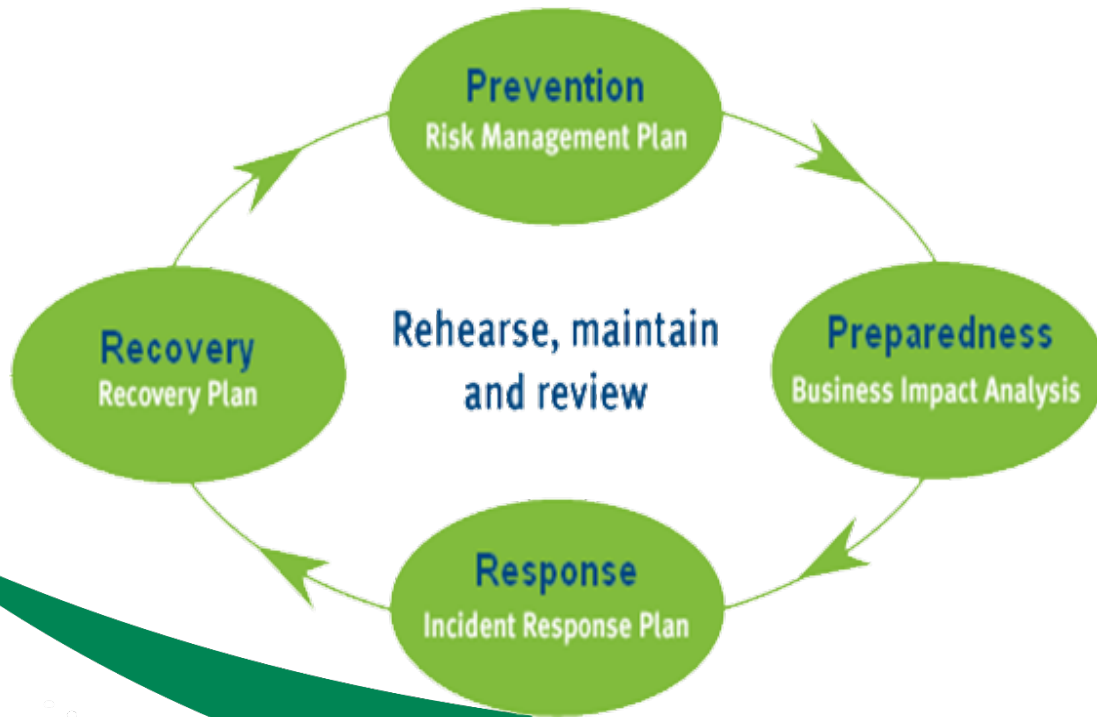 Prevention
Risk Management Plan
Rehearse, maintain
and review
Preparedness
Business Impact Analysis
Recovery
Recovery Plan
Response
Incident Response Plan